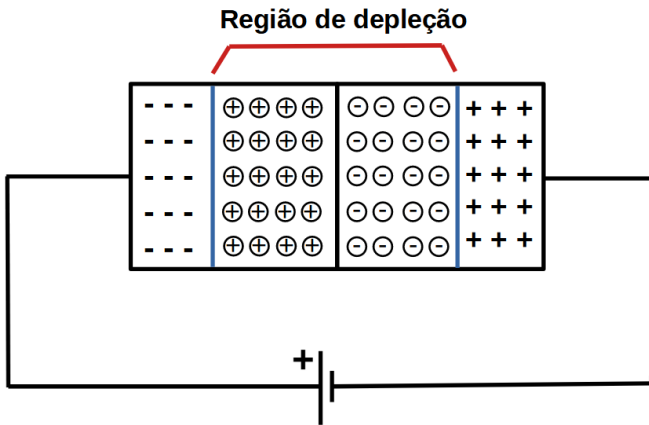 Região de depleção
- - - ⊕ ⊕ ⊕ ⊕ ⊖ ⊖ ⊖ ⊖ + + +
- - - ⊕ ⊕ ⊕ ⊕ ⊖ ⊖ ⊖ ⊖ + + +
- - - ⊕ ⊕ ⊕ ⊕ ⊖ ⊖ ⊖ ⊖ + + +
- - - ⊕ ⊕ ⊕ ⊕ ⊖ ⊖ ⊖ ⊖ + + +
- - - ⊕ ⊕ ⊕ ⊕ ⊖ ⊖ ⊖ ⊖ + + +
+